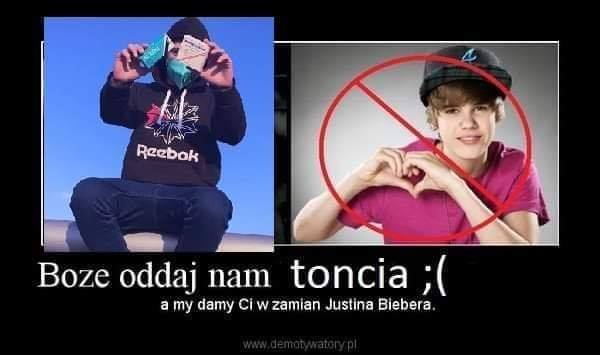 Reebok
Boze oddaj nam toncia ;(
a my damy Ci w zamian Justina Biebera.
www.demotywatory.pl